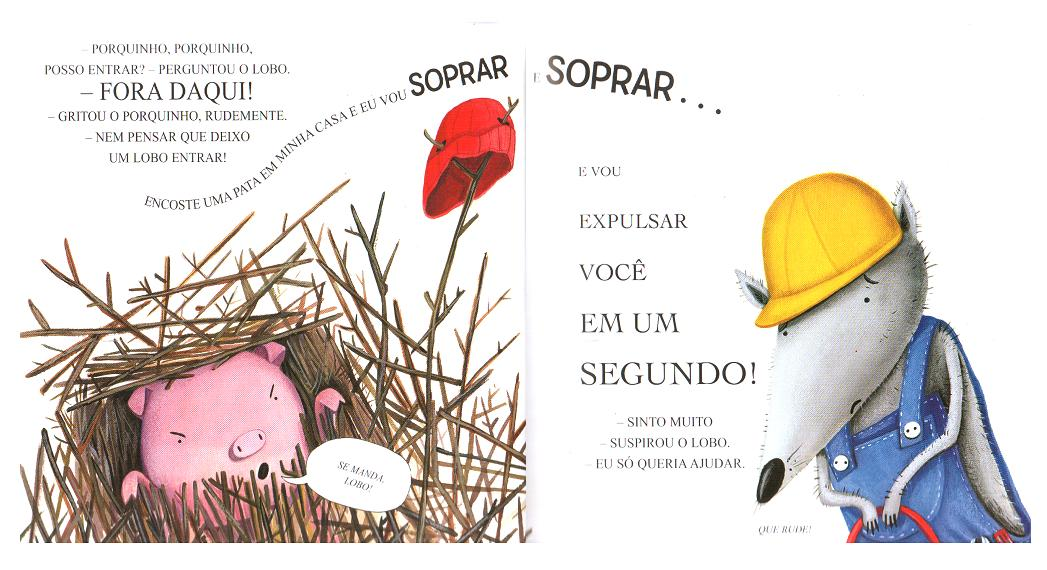 – PORQUINHO, PORQUINHO,
POSSO ENTRAR? – PERGUNTOU O LOBO.
– FORA DAQUI!
– GRITOU O PORQUINHO, RUDEMENTE.
– NEM PENSAR QUE DEIXO
UM LOBO ENTRAR!
ENCOSTE UMA PATA EM MINHA CASA E EU VOU SOPRAR
E SOPRAR...
E VOU
EXPULSAR
VOCÊ
EM UM
SEGUNDO!
– SINTO MUITO
– SUSPIROU O LOBO.
– EU SÓ QUERIA AJUDAR.
SE MANDA,
LOBO!
QUE RUDE!